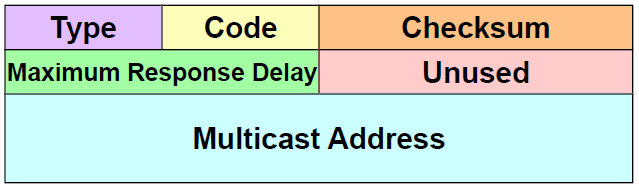 Type Code Checksum
Maximum Response Delay Unused
Multicast Address